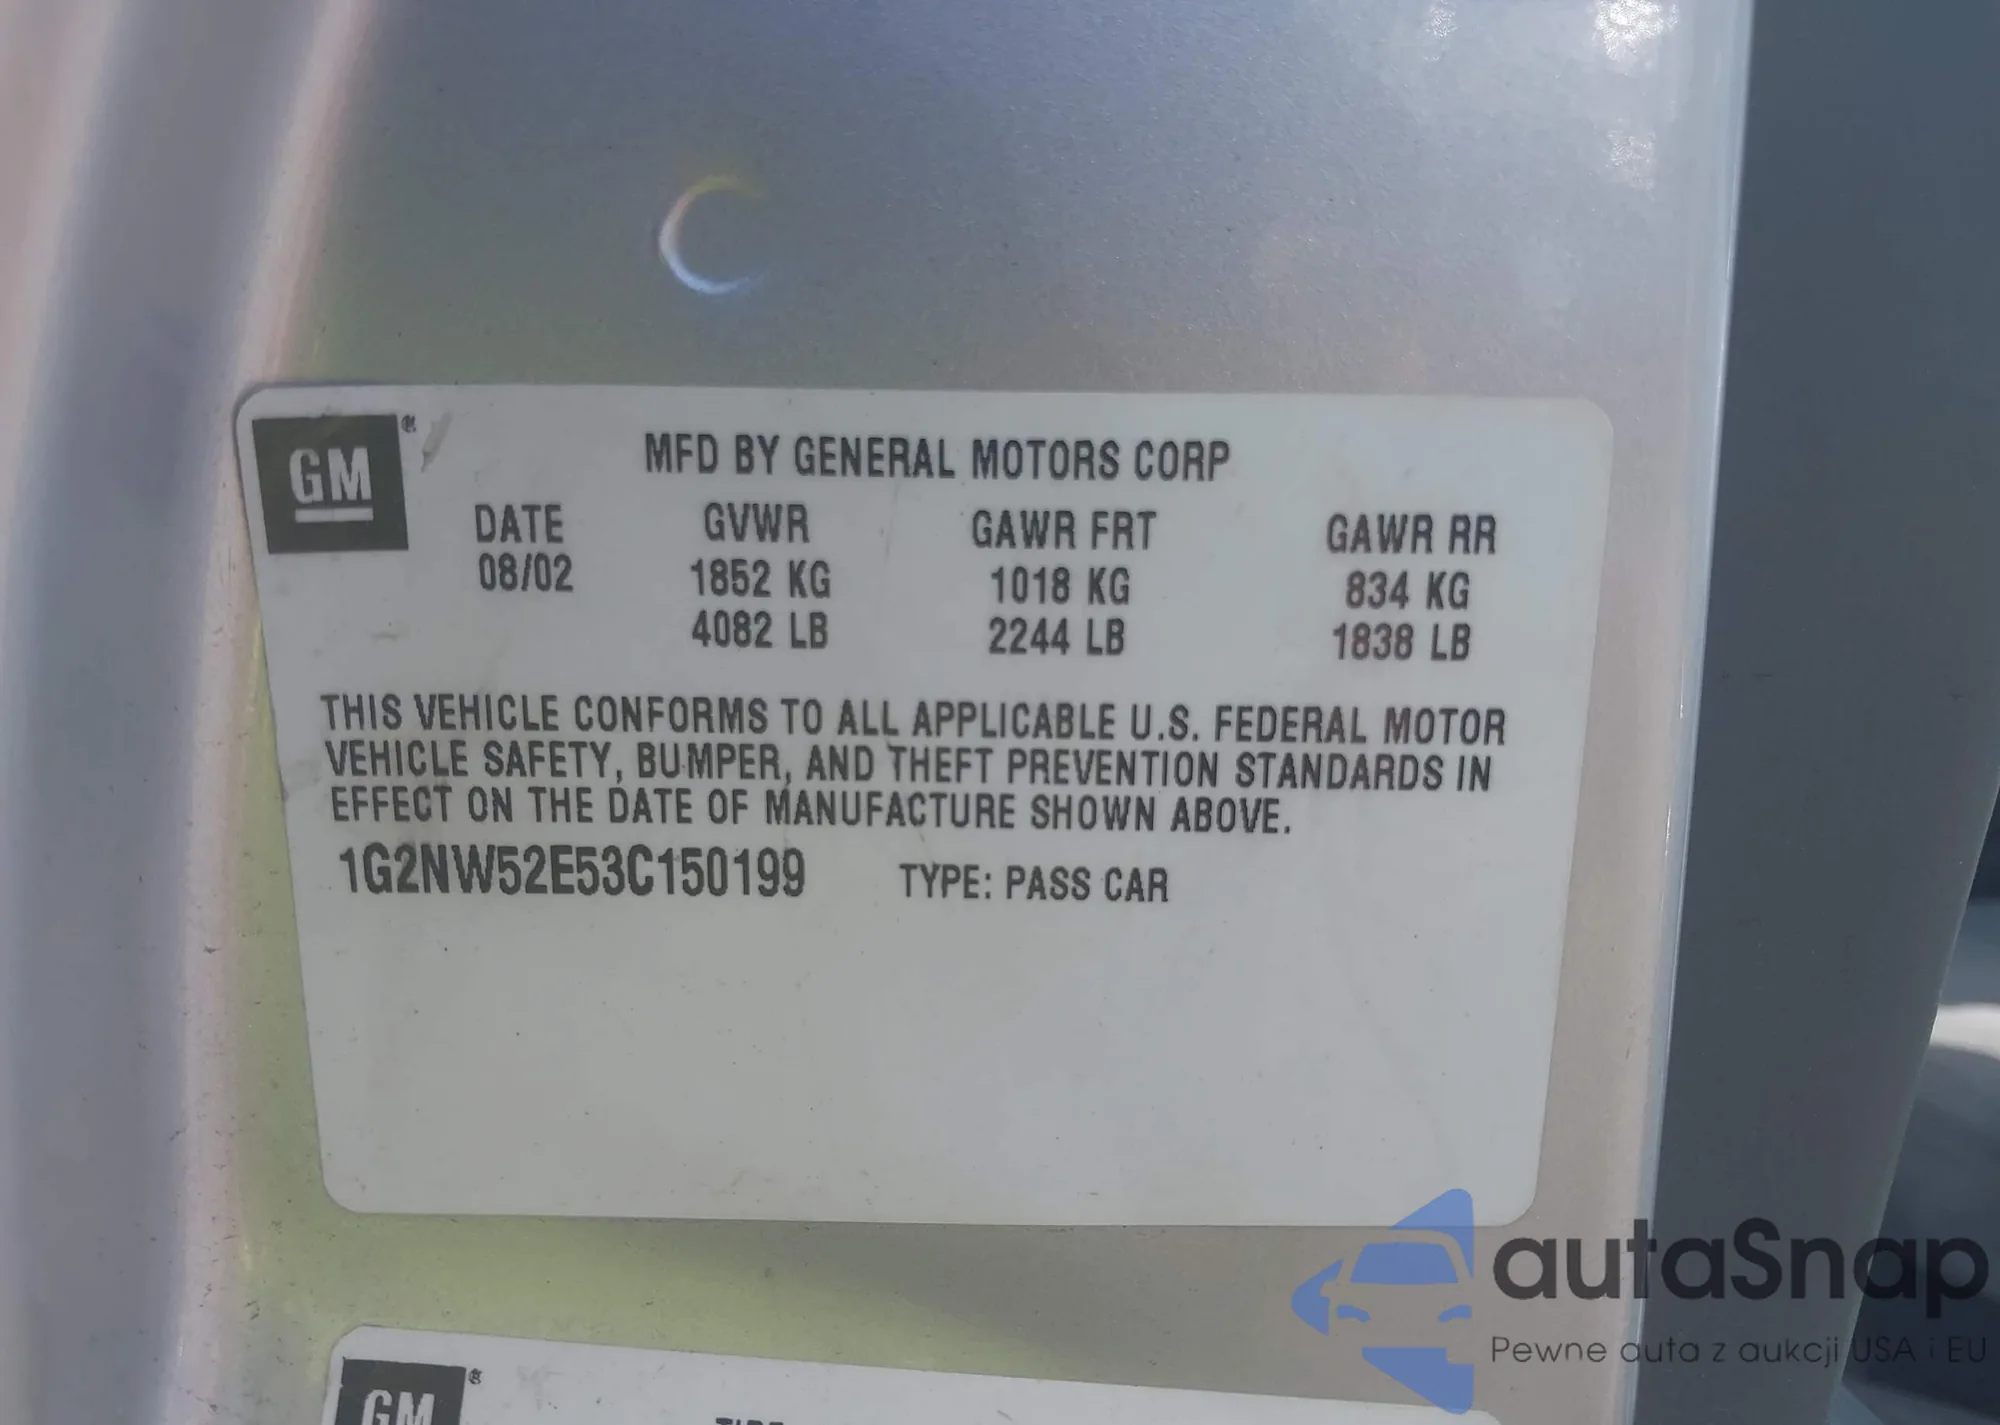 GM
MFD BY GENERAL MOTORS CORP
DATE GVWR GAWR FRT GAWR RR
08/02 1852 KG 1018 KG 834 KG
4082 LB 2244 LB 1838 LB
THIS VEHICLE CONFORMS TO ALL APPLICABLE U.S. FEDERAL MOTOR
VEHICLE SAFETY, BUMPER, AND THEFT PREVENTION STANDARDS IN
EFFECT ON THE DATE OF MANUFACTURE SHOWN ABOVE.
1G2NW52E53C150199 TYPE: PASS CAR
autaSnap
Pewne auta z aukcji USA i EU
GM